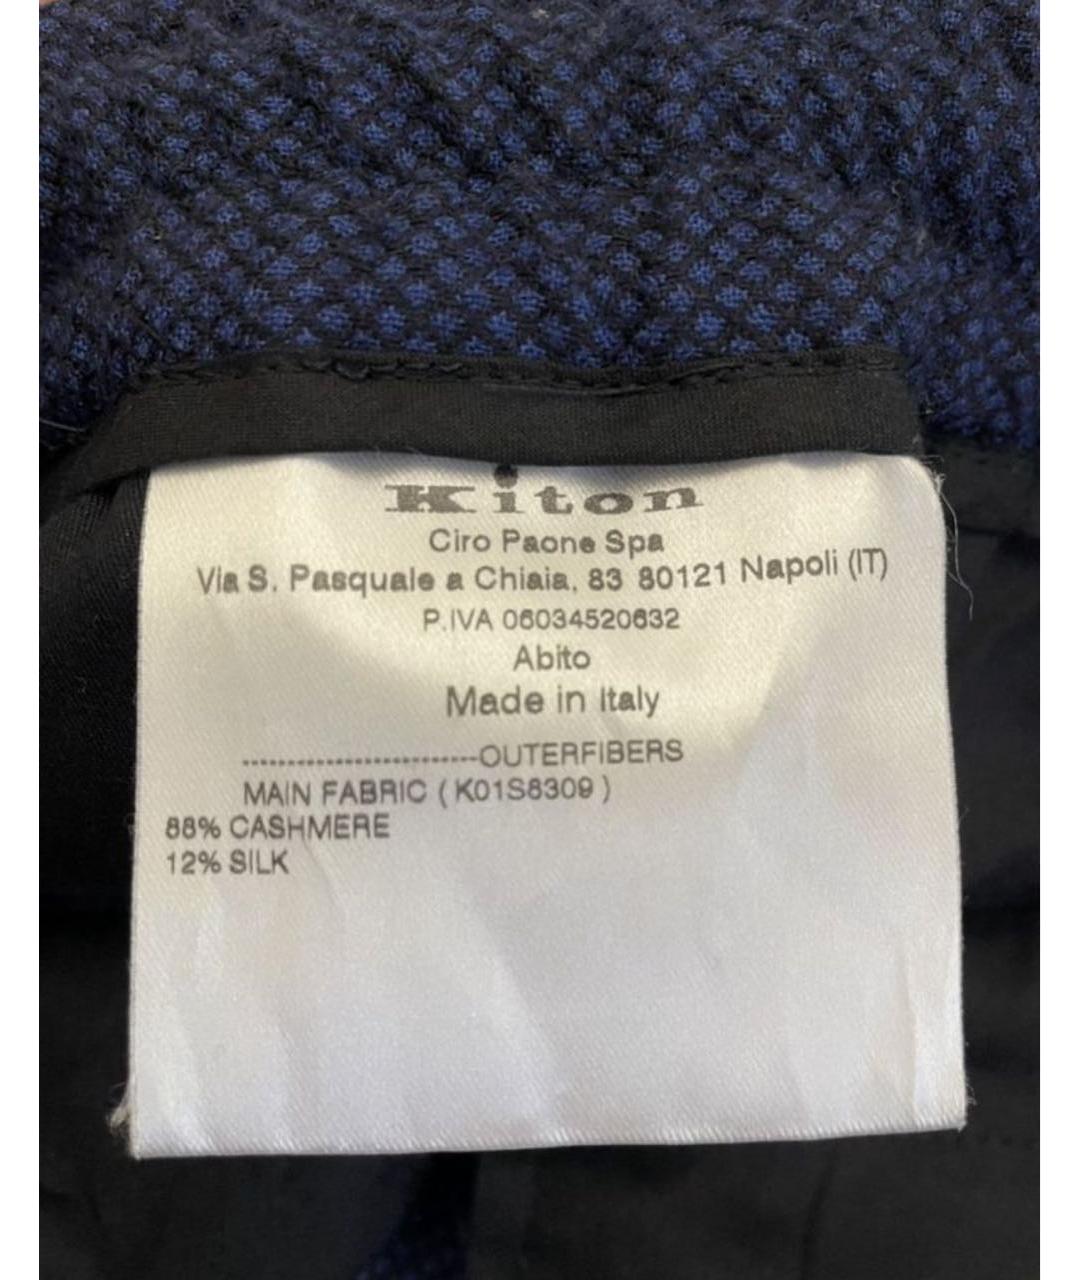 Kiton
Ciro Paone Spa
Via S. Pasquale a Chiaia, 83 80121 Napoli (IT)
P.IVA 06034520632
Abito
Made in Italy
--------------------------OUTERFIBERS
MAIN FABRIC ( K01S6309 )
88% CASHMERE
12% SILK